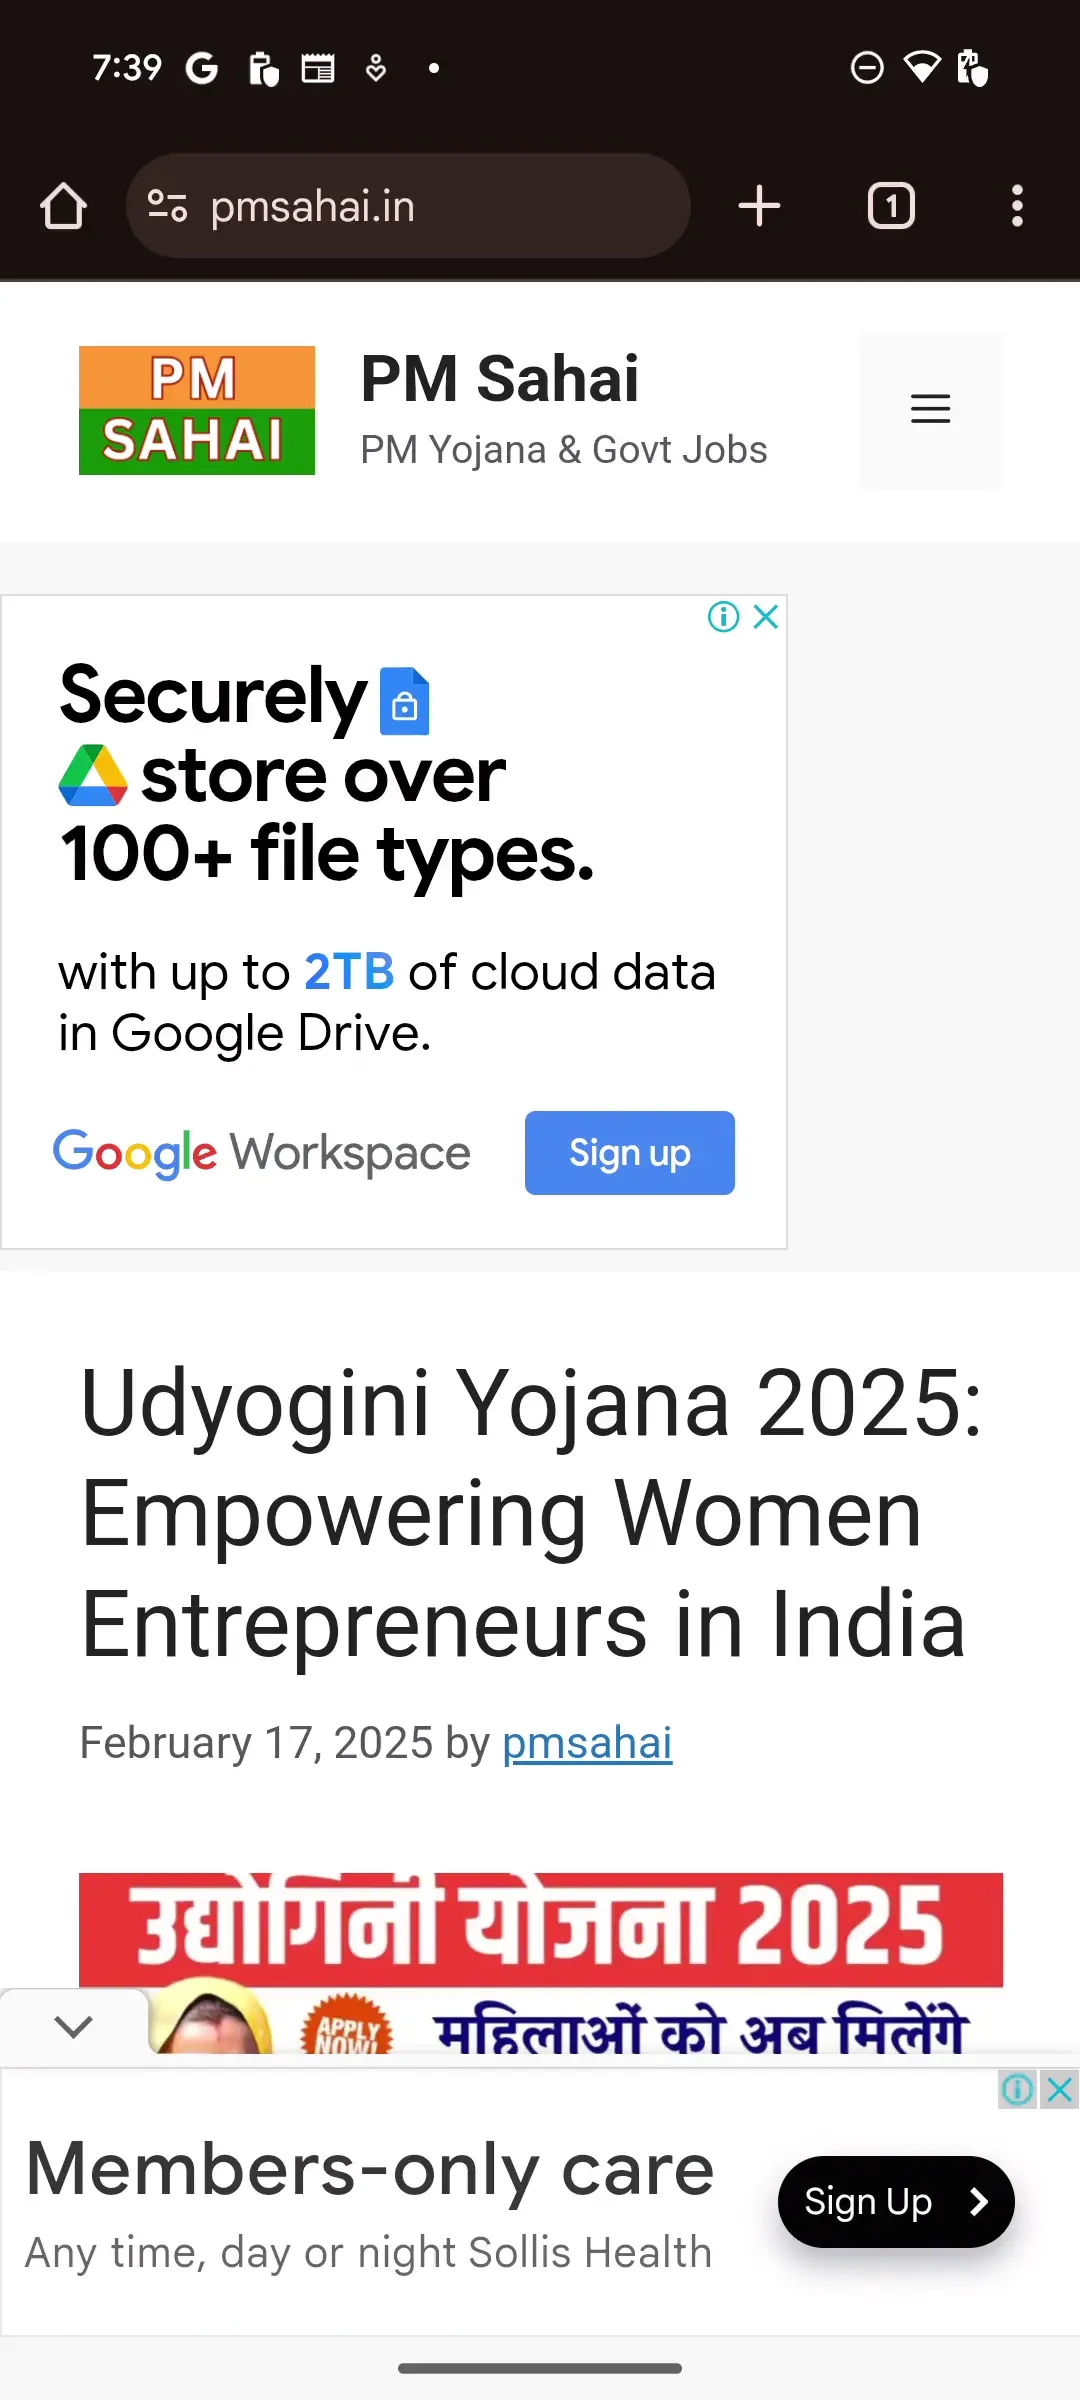 7:39
pmsahai.in
1
PM
SAHAI
PM Sahai
PM Yojana & Govt Jobs
Securely
store over
100+ file types.
with up to 2TB of cloud data
in Google Drive.
Google Workspace
Sign up
Udyogini Yojana 2025:
Empowering Women
Entrepreneurs in India
February 17, 2025 by pmsahai
उद्योगिनी योजना 2025
APPLY
NOW!
महिलाओं को अब मिलेंगे
Members-only care
Any time, day or night Sollis Health
Sign Up